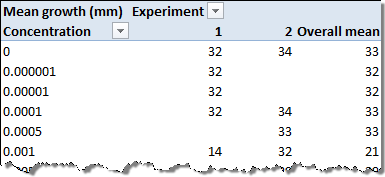 Mean growth (mm) Experiment
Concentration 1 2 Overall mean
0 32 34 33
0.000001 32 32
0.00001 32 32
0.0001 32 34 33
0.0005 33 33
0.001 14 32 21